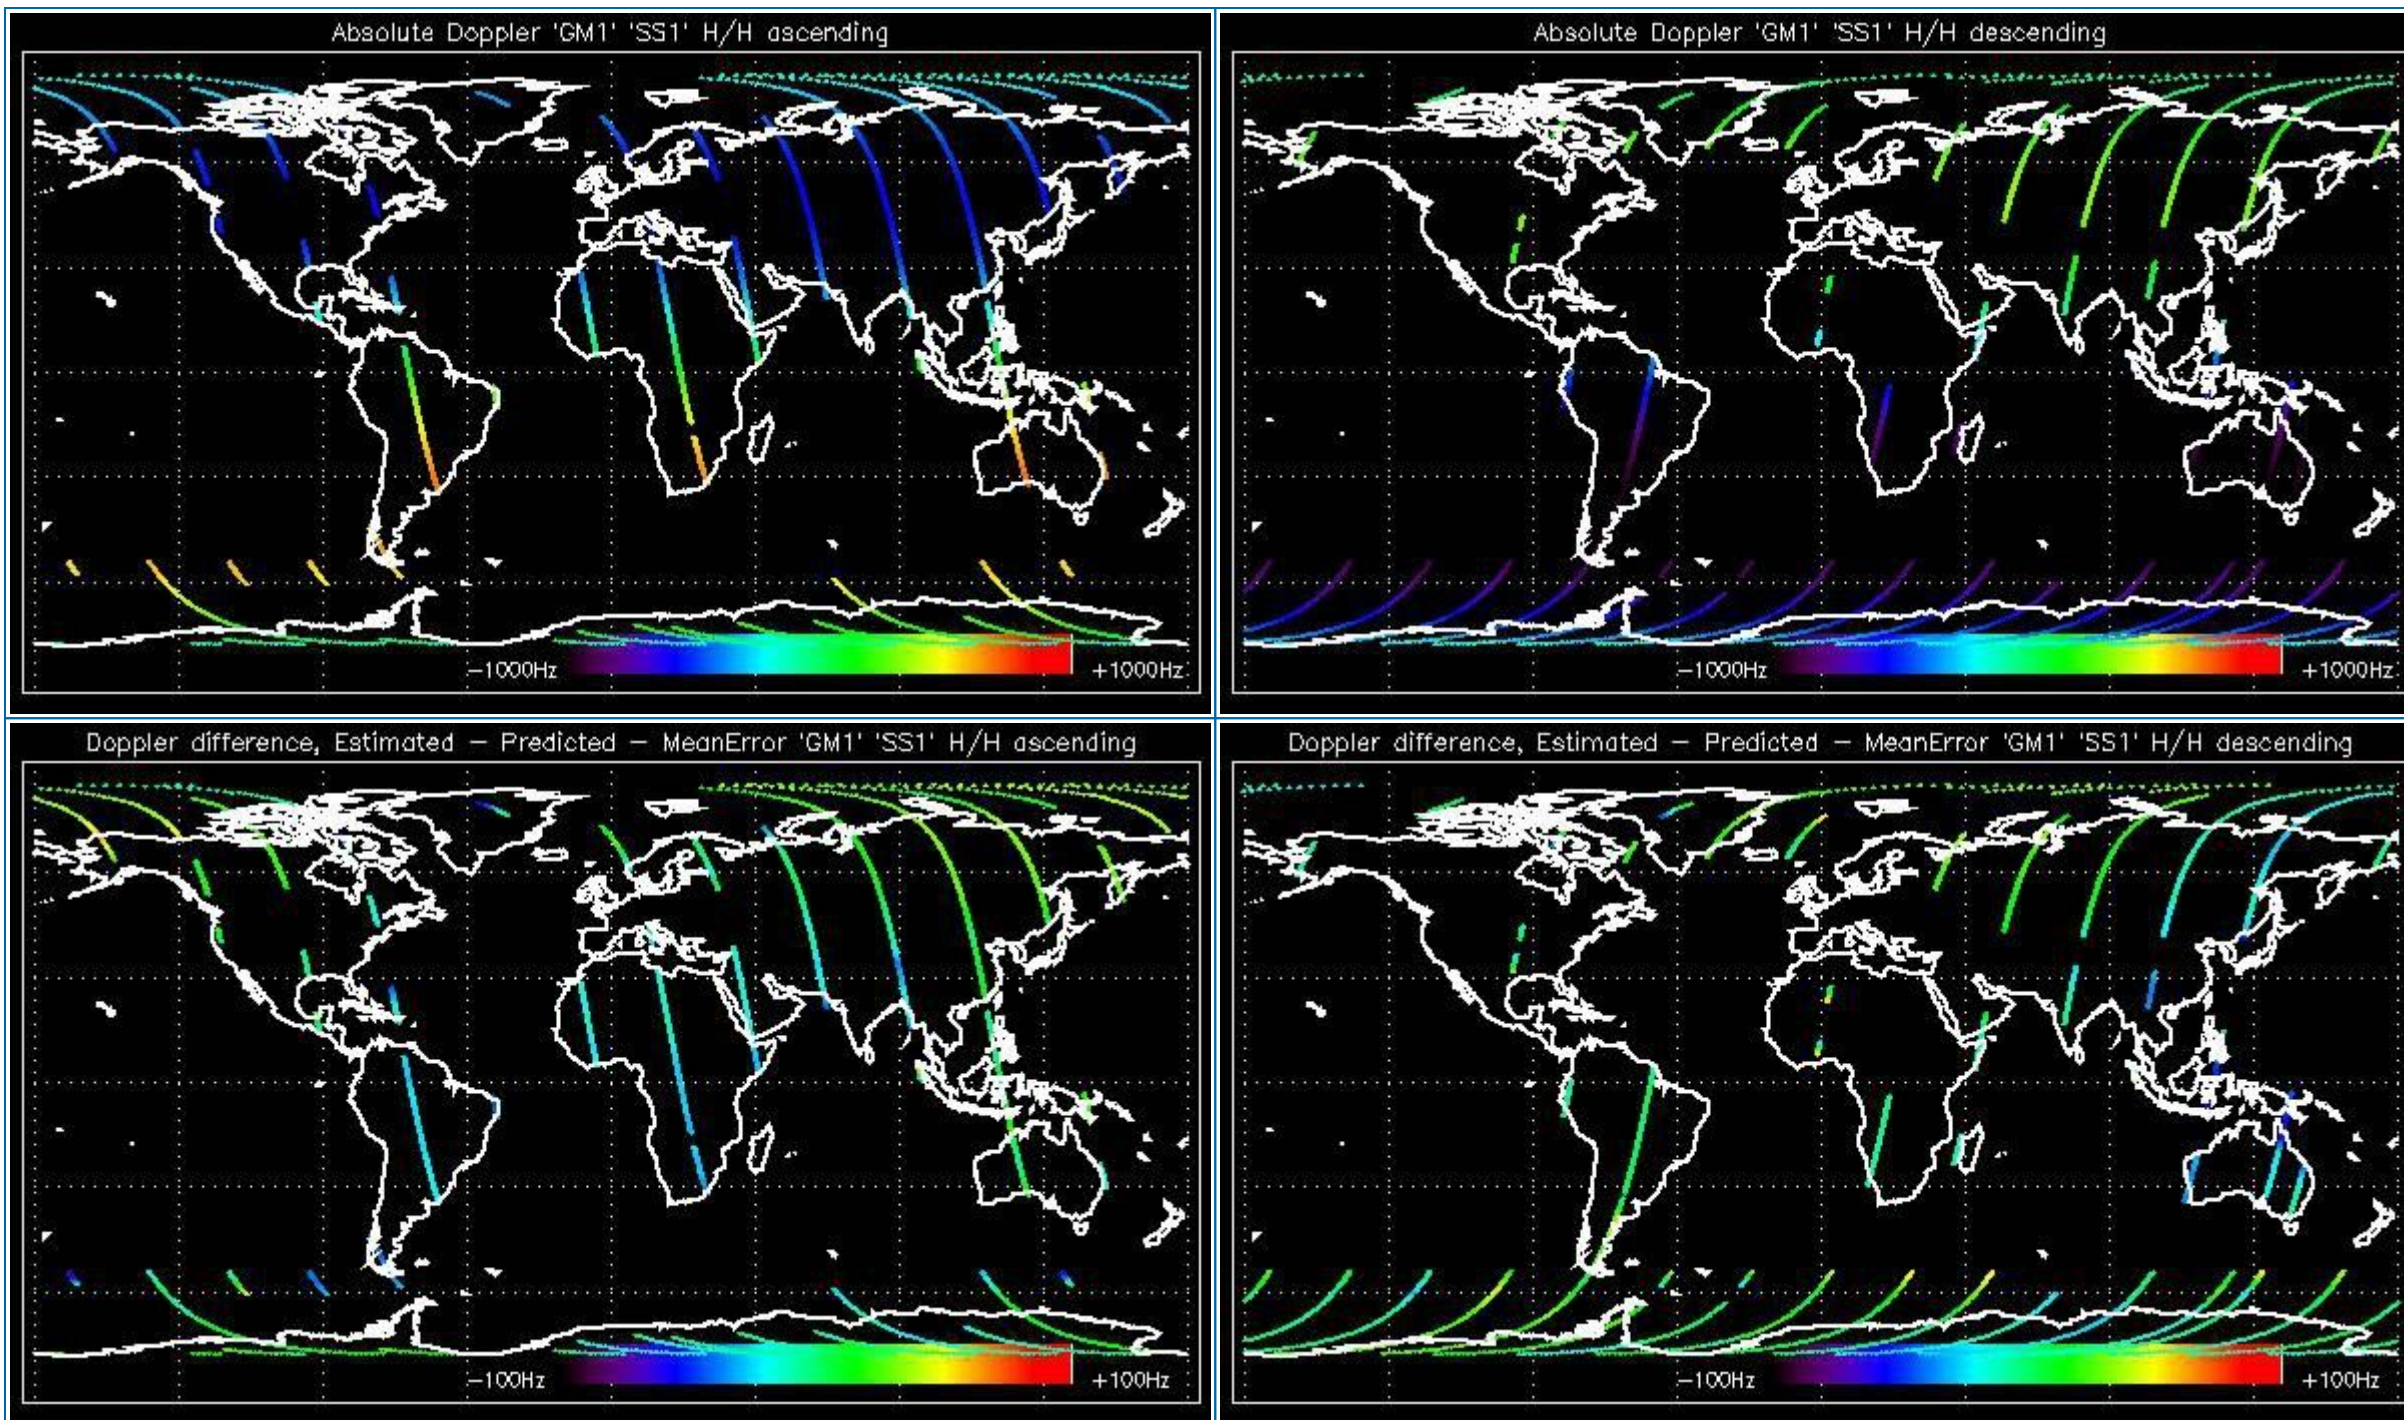 Absolute Doppler 'GM1' 'SS1' H/H ascending
-1000Hz +1000Hz
Absolute Doppler 'GM1' 'SS1' H/H descending
-1000Hz +1000Hz
Doppler difference, Estimated - Predicted - MeanError 'GM1' 'SS1' H/H ascending
-100Hz +100Hz
Doppler difference, Estimated - Predicted - MeanError 'GM1' 'SS1' H/H descending
-100Hz +100Hz